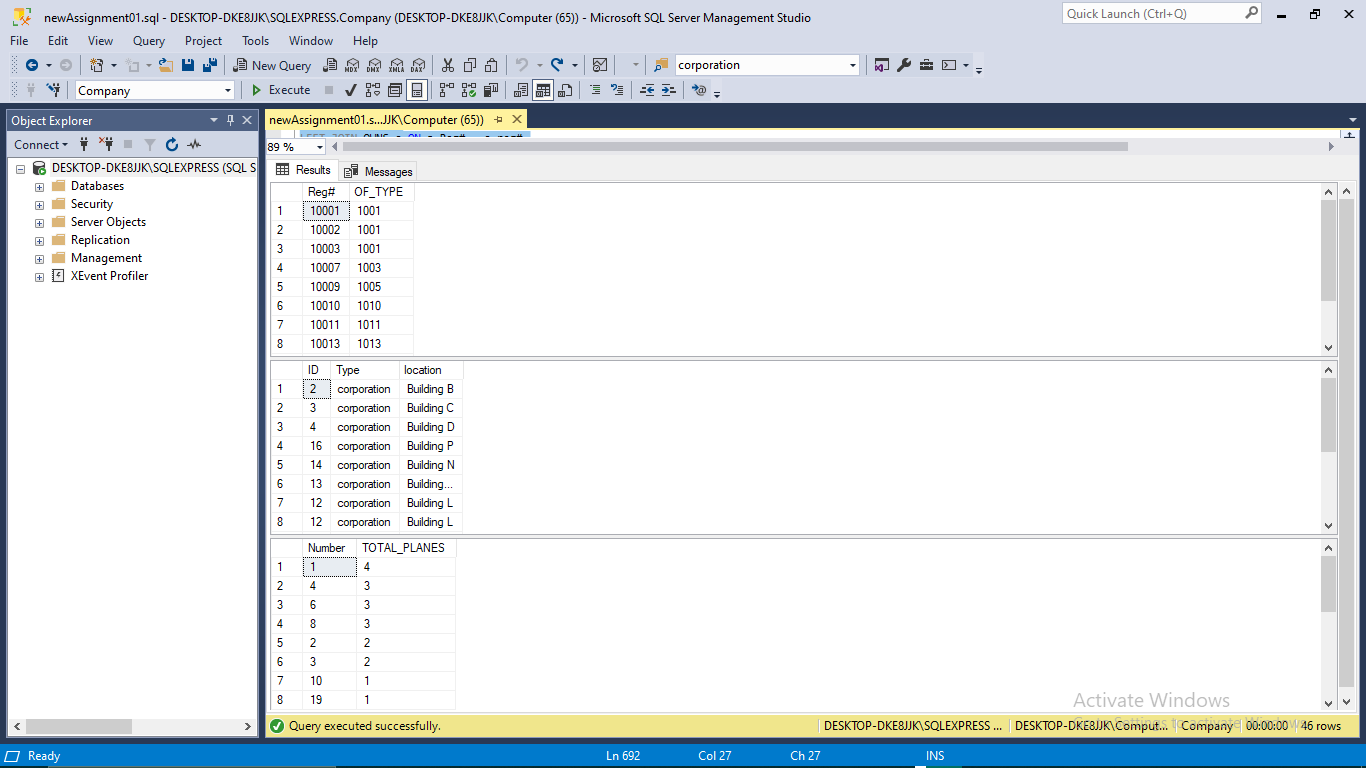 newAssignment01.sql - DESKTOP-DKE8JJK\SQLEXPRESS.Company (DESKTOP-DKE8JJK\Computer (65)) - Microsoft SQL Server Management Studio
Quick Launch (Ctrl+Q)
File Edit View Query Project Tools Window Help
New Query MDX DMX XMLA DAX corporation
Company Execute
Object Explorer
newAssignment01.s...JJK\Computer (65))
Connect
89 %
DESKTOP-DKE8JJK\SQLEXPRESS (SQL S
Databases
Security
Server Objects
Replication
Management
XEvent Profiler
Results Messages
Reg# OF_TYPE
1 10001 1001
2 10002 1001
3 10003 1001
4 10007 1003
5 10009 1005
6 10010 1010
7 10011 1011
8 10013 1013
ID Type location
1 2 corporation Building B
2 3 corporation Building C
3 4 corporation Building D
4 16 corporation Building P
5 14 corporation Building N
6 13 corporation Building...
7 12 corporation Building L
8 12 corporation Building L
Number TOTAL_PLANES
1 1 4
2 4 3
3 6 3
4 8 3
5 2 2
6 3 2
7 10 1
8 19 1
Activate Windows
Go to Settings to activate Windows.
Query executed successfully. DESKTOP-DKE8JJK\SQLEXPRESS ... DESKTOP-DKE8JJK\Comput... Company 00:00:00 46 rows
Ready Ln 692 Col 27 Ch 27 INS